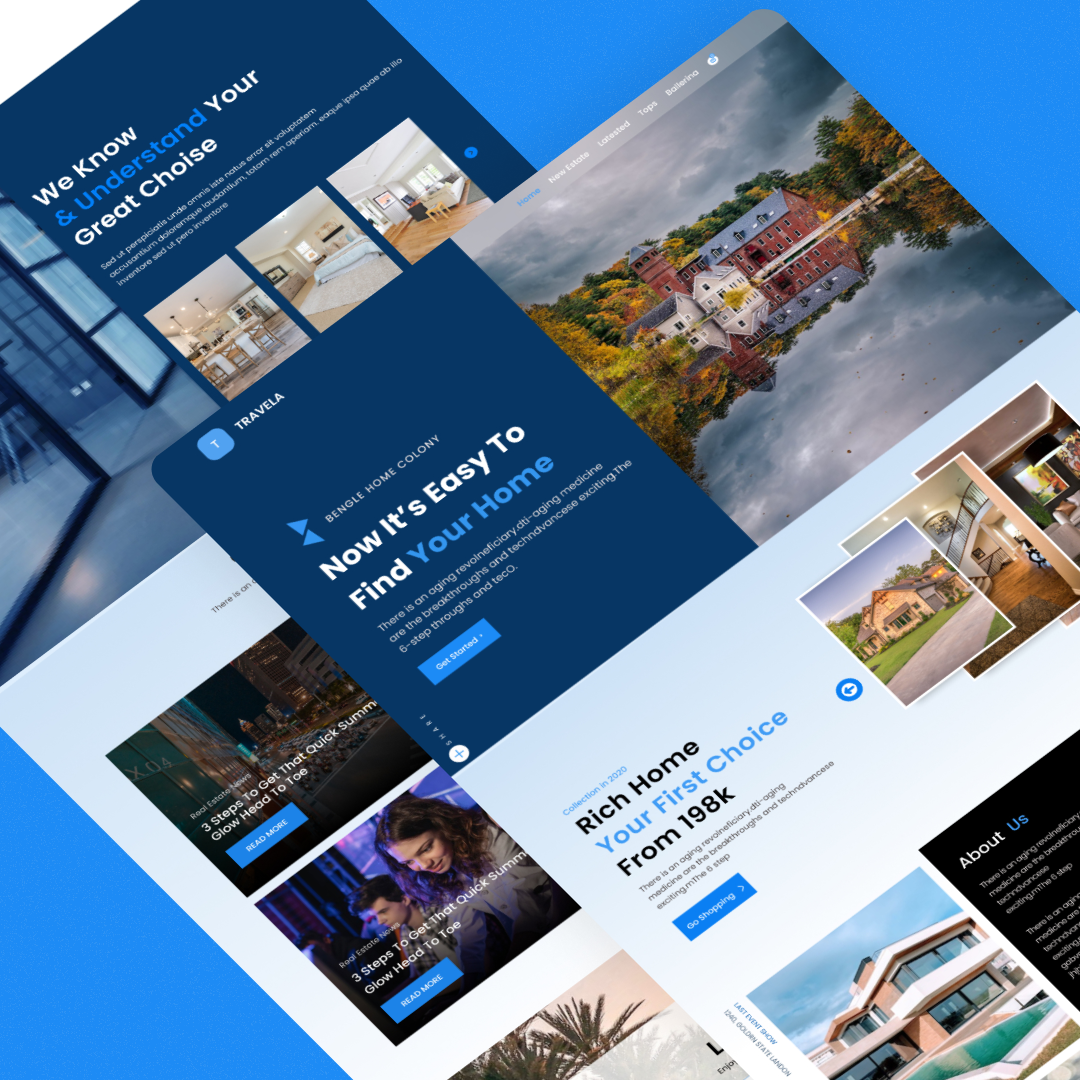 We Know
& Understand Your
Great Choise
Sed ut perspiciatis unde omnis iste natus error sit voluptatem
accusantium doloremque laudantium, totam rem aperiam, eaque ipsa quae ab illo
inventore sed ut pero inventore
Home New Estate Latested Tops Ballerina
T TRAVELA
BENGLE HOME COLONY
Now It's Easy To
Find Your Home
There is an aging revolneficiary,dti-aging medicine
are the breakthroughs and techndvancese exciting.The
6-step throughs and tecO.
Get Started ›
SHARE
There is an
X 04
Real Estate News
3 Steps To Get That Quick Summ
Glow Head To Toe
READ MORE
Real Estate News
3 Steps To Get That Quick Summ
Glow Head To Toe
READ MORE
Collection in 2020
Rich Home
Your First Choice
From 198k
There is an aging revolneficiary,dti-aging
medicine are the breakthroughs and techndvancese
exciting.mThe 6 step
Go Shopping
About Us
There is an aging revolneficiary
medicine are the
techndvancese
exciting.mThe 6 step
There is an aging
medicine are
techndva
exciting
LAST EVENT SHOW
1240, GOLDEN STATE LANDON
Enjoy